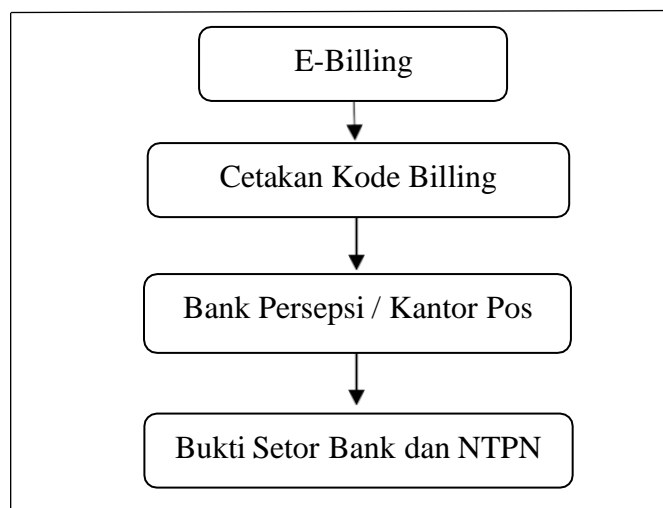 E-Billing
Cetakan Kode Billing
Bank Persepsi / Kantor Pos
Bukti Setor Bank dan NTPN